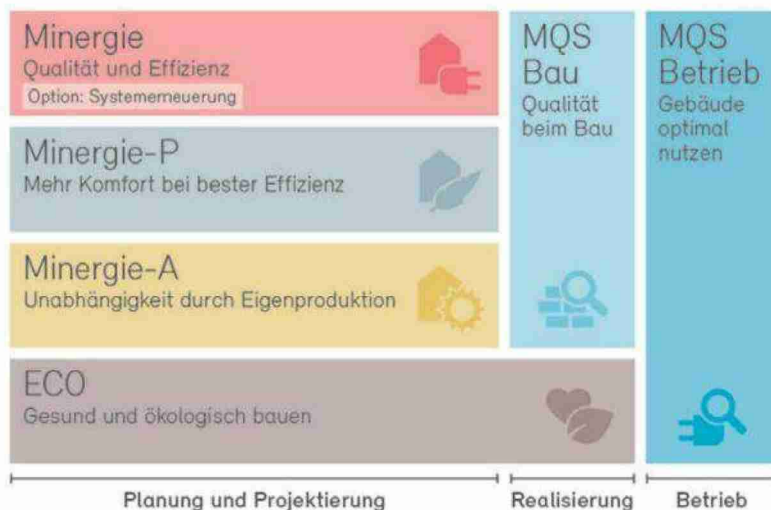 Minergie
Qualität und Effizienz
Option: Systemerneuerung
Minergie-P
Mehr Komfort bei bester Effizienz
Minergie-A
Unabhängigkeit durch Eigenproduktion
ECO
Gesund und ökologisch bauen
MQS
Bau
Qualität
beim Bau
MQS
Betrieb
Gebäude
optimal
nutzen
Planung und Projektierung
Realisierung
Betrieb